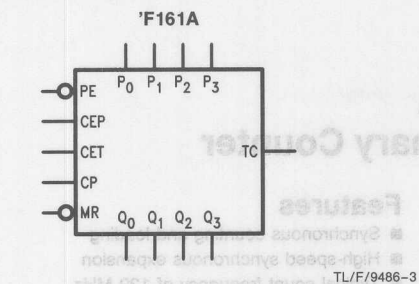 'F161A
P0 P1 P2 P3
PE
CEP
CET
TC
CP
MR
Q0 Q1 Q2 Q3
TL/F/9486-3
nary Counter
Features
Synchronous counting and loading
High-speed synchronous expansion